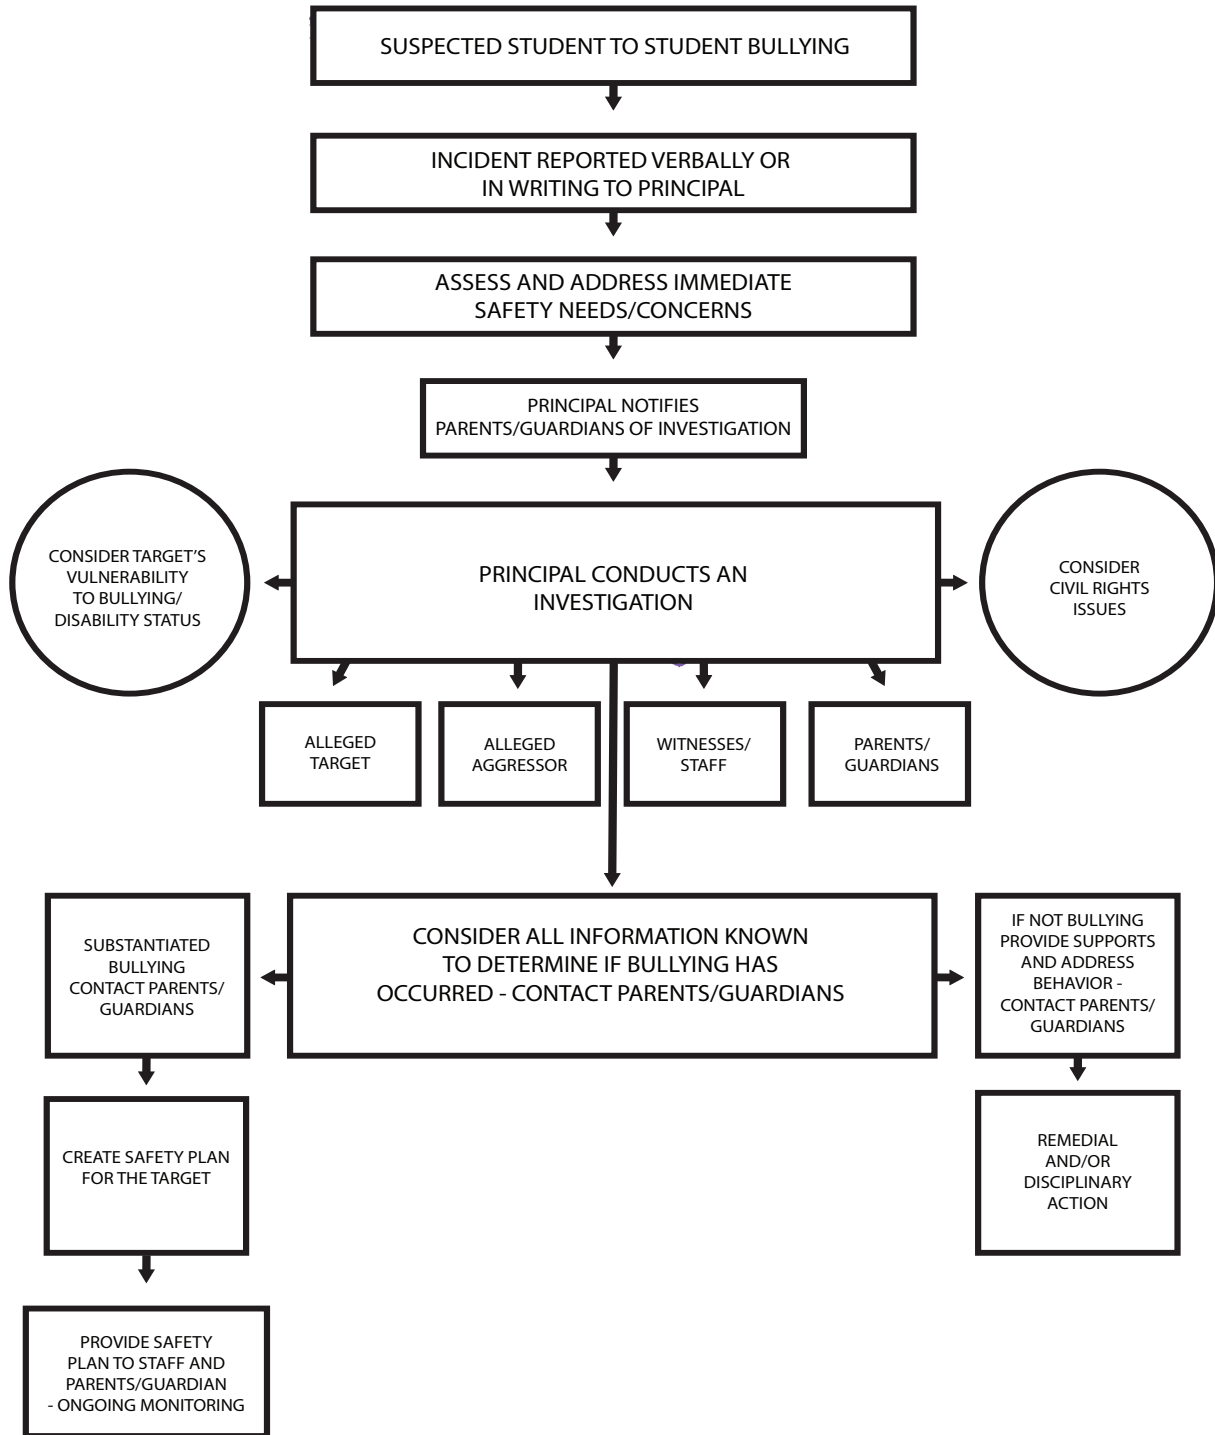 SUSPECTED STUDENT TO STUDENT BULLYING
INCIDENT REPORTED VERBALLY OR
IN WRITING TO PRINCIPAL
ASSESS AND ADDRESS IMMEDIATE
SAFETY NEEDS/CONCERNS
PRINCIPAL NOTIFIES
PARENTS/GUARDIANS OF INVESTIGATION
CONSIDER TARGET'S
VULNERABILITY
TO BULLYING/
DISABILITY STATUS
PRINCIPAL CONDUCTS AN
INVESTIGATION
CONSIDER
CIVIL RIGHTS
ISSUES
ALLEGED
TARGET
ALLEGED
AGGRESSOR
WITNESSES/
STAFF
PARENTS/
GUARDIANS
SUBSTANTIATED
BULLYING
CONTACT PARENTS/
GUARDIANS
CONSIDER ALL INFORMATION KNOWN
TO DETERMINE IF BULLYING HAS
OCCURRED - CONTACT PARENTS/GUARDIANS
IF NOT BULLYING
PROVIDE SUPPORTS
AND ADDRESS
BEHAVIOR -
CONTACT PARENTS/
GUARDIANS
CREATE SAFETY PLAN
FOR THE TARGET
REMEDIAL
AND/OR
DISCIPLINARY
ACTION
PROVIDE SAFETY
PLAN TO STAFF AND
PARENTS/GUARDIAN
- ONGOING MONITORING